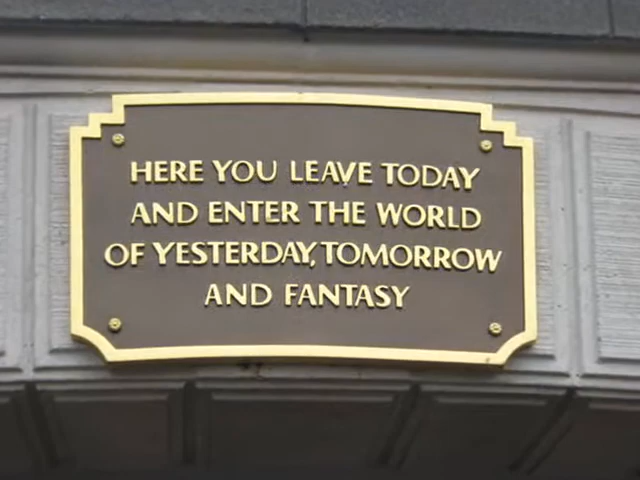 HERE YOU LEAVE TODAY
AND ENTER THE WORLD
OF YESTERDAY, TOMORROW
AND FANTASY